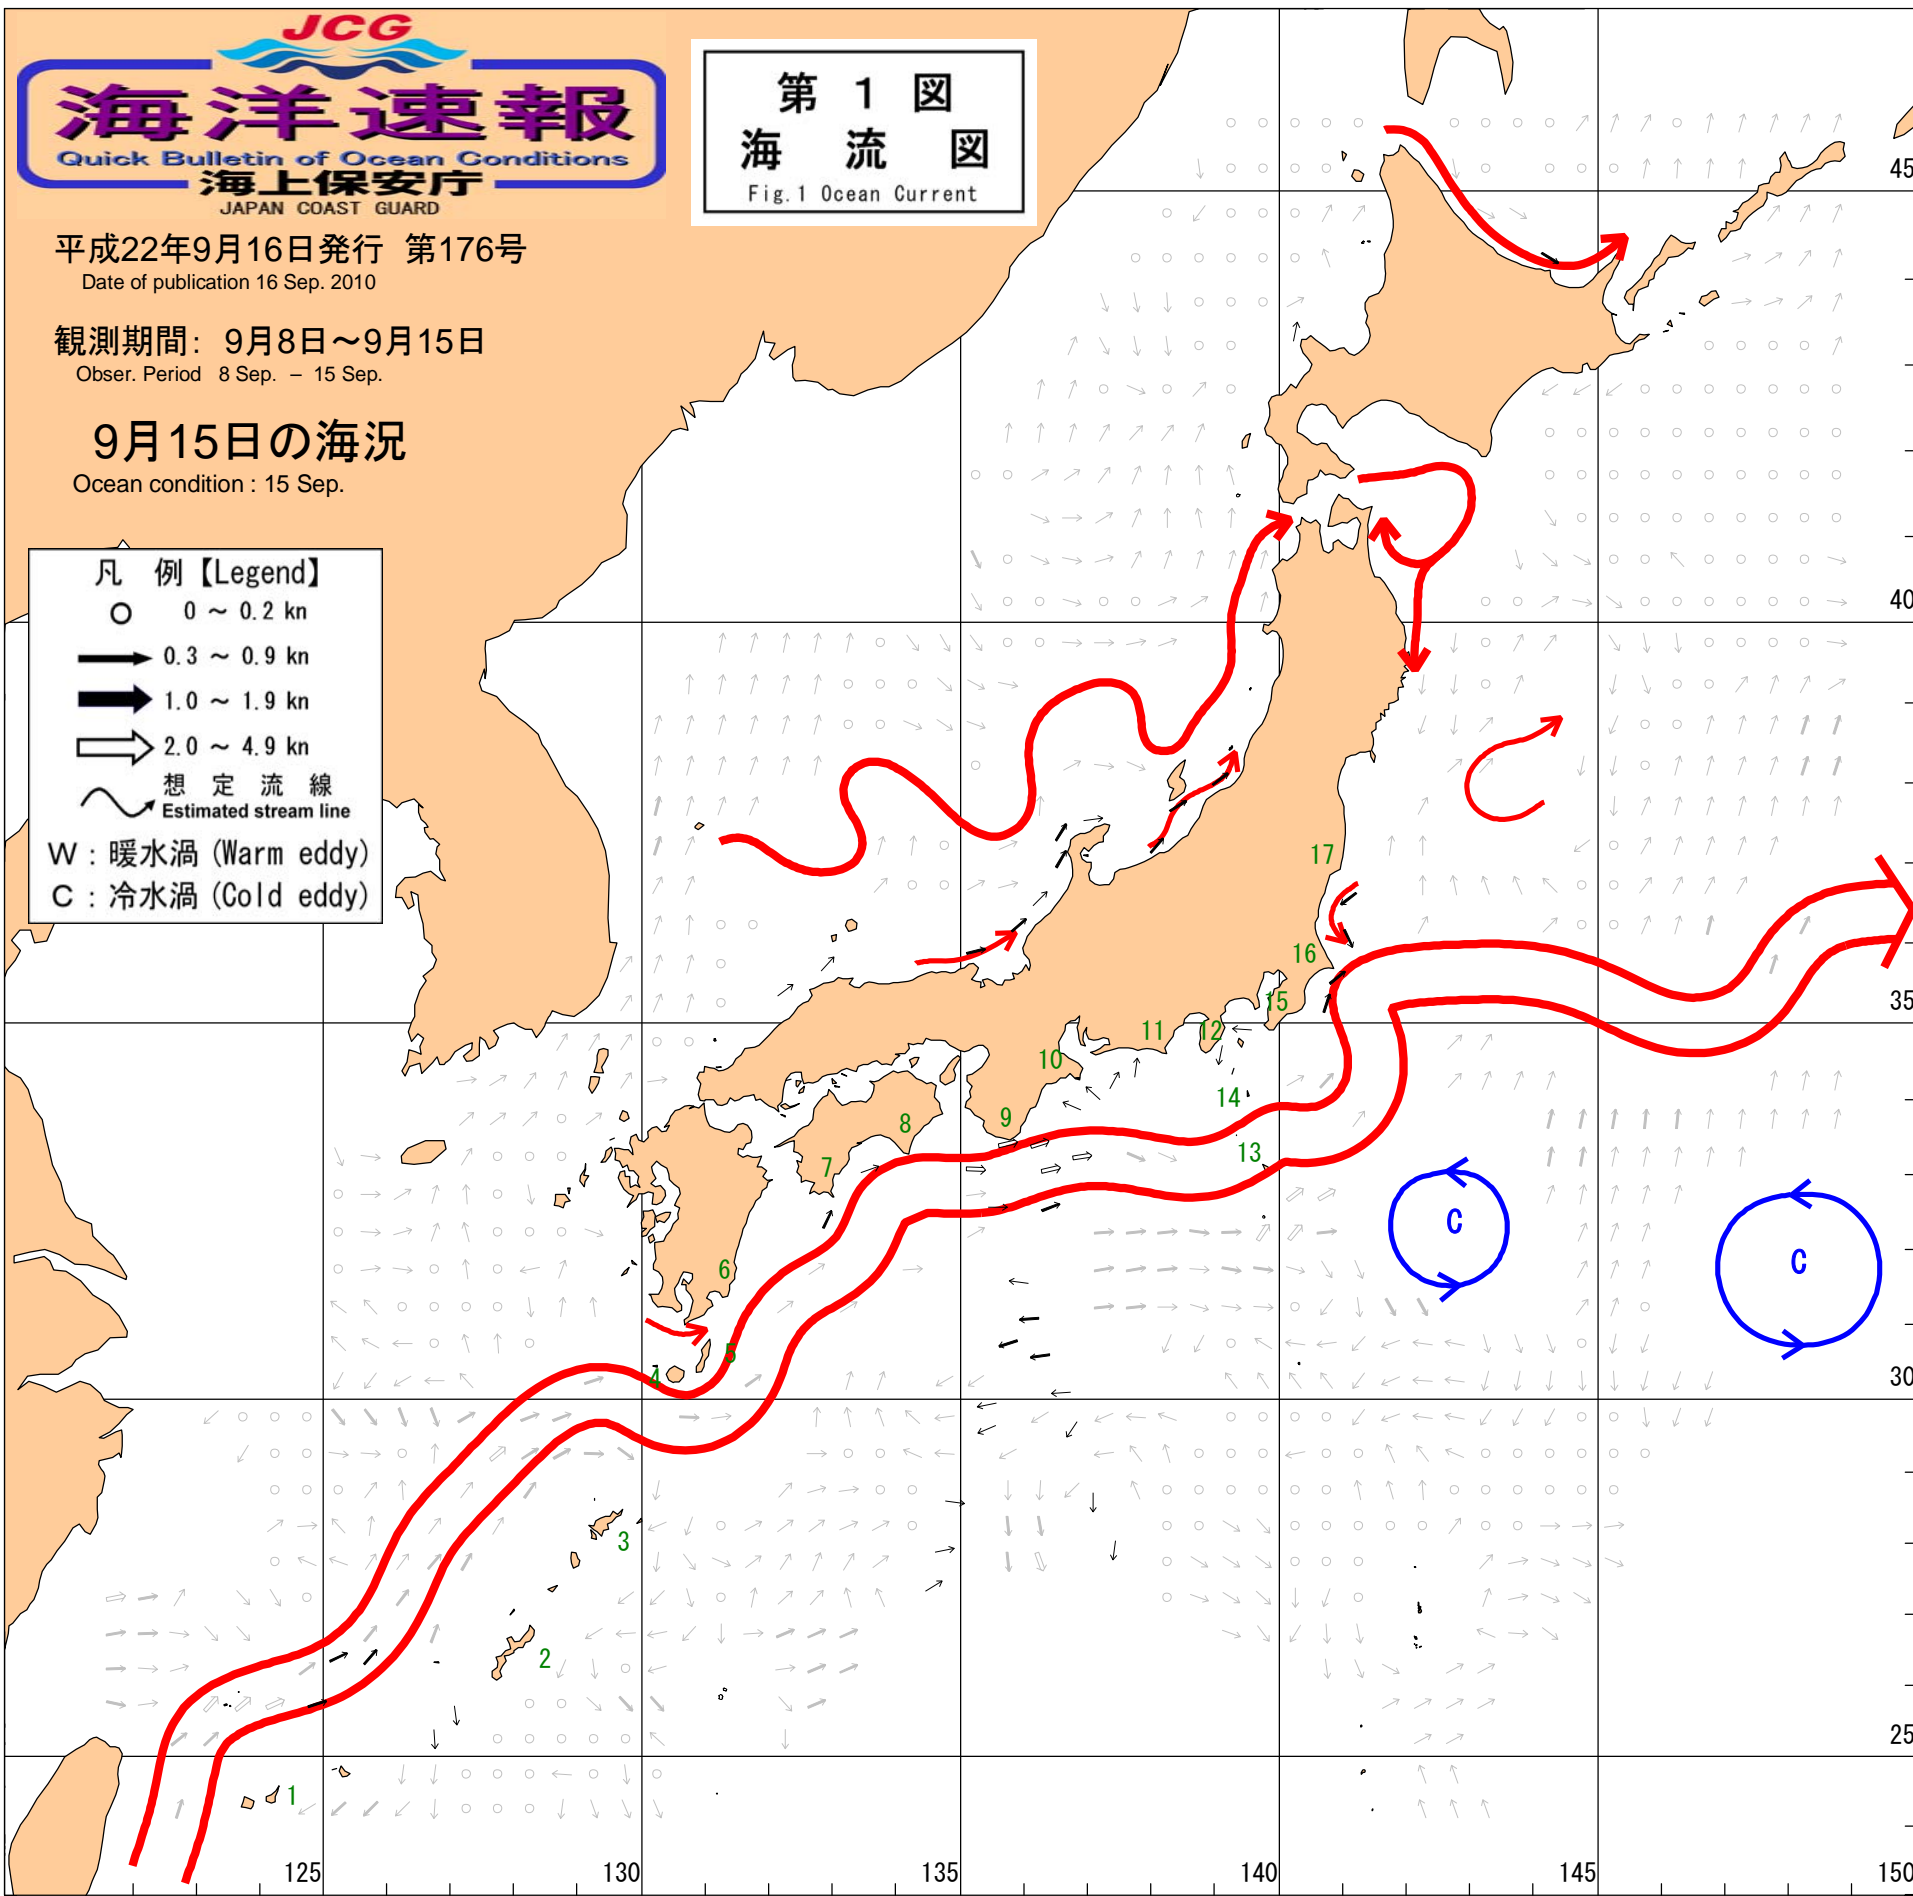 JCG
海洋速報
Quick Bulletin of Ocean Conditions
海上保安庁
JAPAN COAST GUARD
第 1 図
海 流 図
Fig.1 Ocean Current
平成22年9月16日発行 第176号
Date of publication 16 Sep. 2010
観測期間: 9月8日～9月15日
Obser. Period 8 Sep. – 15 Sep.
9月15日の海況
Ocean condition : 15 Sep.
凡 例【Legend】
0 ～ 0.2 kn
0.3 ～ 0.9 kn
1.0 ～ 1.9 kn
2.0 ～ 4.9 kn
想 定 流 線
Estimated stream line
W : 暖水渦 (Warm eddy)
C : 冷水渦 (Cold eddy)
45
40
35
30
25
17
16
15
14
13
12
11
10
9
8
7
6
5
4
3
2
1
C
C
125
130
135
140
145
150